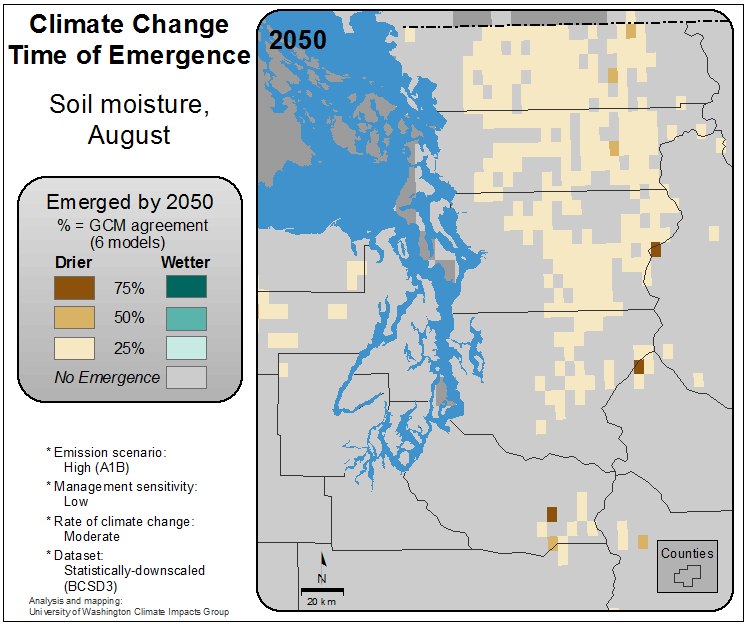 Climate Change
Time of Emergence
Soil moisture,
August
Emerged by 2050
% = GCM agreement
(6 models)
Drier Wetter
75%
50%
25%
No Emergence
* Emission scenario:
High (A1B)
* Management sensitivity:
Low
* Rate of climate change:
Moderate
* Dataset:
Statistically-downscaled
(BCSD3)
Analysis and mapping:
University of Washington Climate Impacts Group
2050
N
20 km
Counties